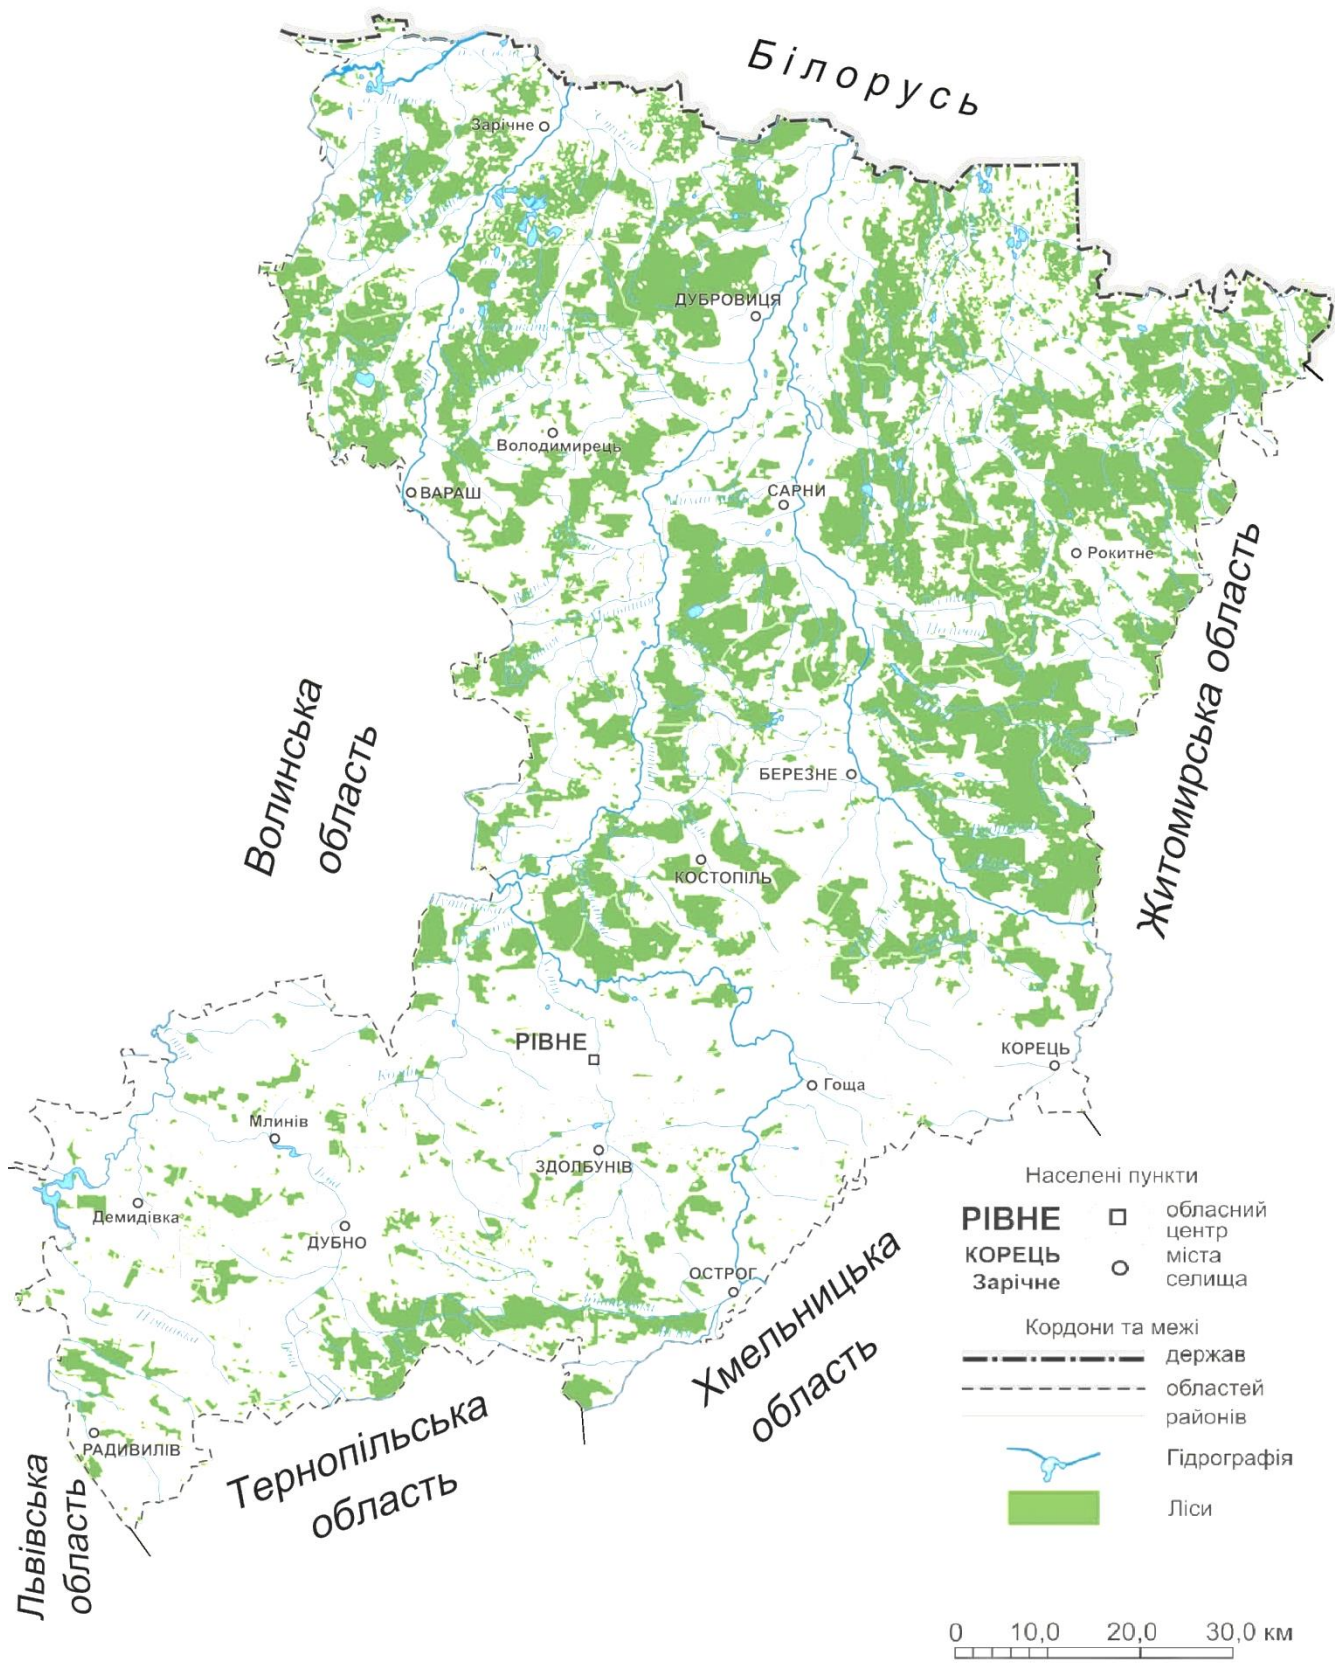 Білорусь
Зарічне
ДУБРОВИЦЯ
Володимирець
ВАРАШ
САРНИ
Рокитне
Волинська
область
Житомирська область
БЕРЕЗНЕ
КОСТОПІЛЬ
РІВНЕ
КОРЕЦЬ
Гоща
Млинів
ЗДОЛБУНІВ
Демидівка
ДУБНО
ОСТРОГ
РАДИВИЛІВ
Хмельницька
область
Тернопільська
область
Львівська
область
Населені пункти
РІВНЕ
обласний
центр
КОРЕЦЬ
міста
Зарічне
селища
Кордони та межі
держав
областей
районів
Гідрографія
Ліси
0 10,0 20,0 30,0 км